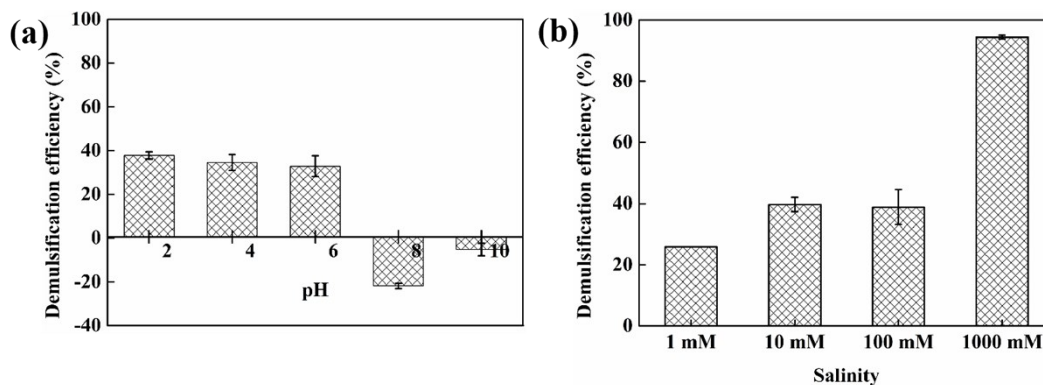 (a)
Demulsification efficiency (%)
100
80
60
40
20
0
-20
-40
2 4 6 8 10
pH
(b)
Demulsification efficiency (%)
100
80
60
40
20
0
1 mM 10 mM 100 mM 1000 mM
Salinity